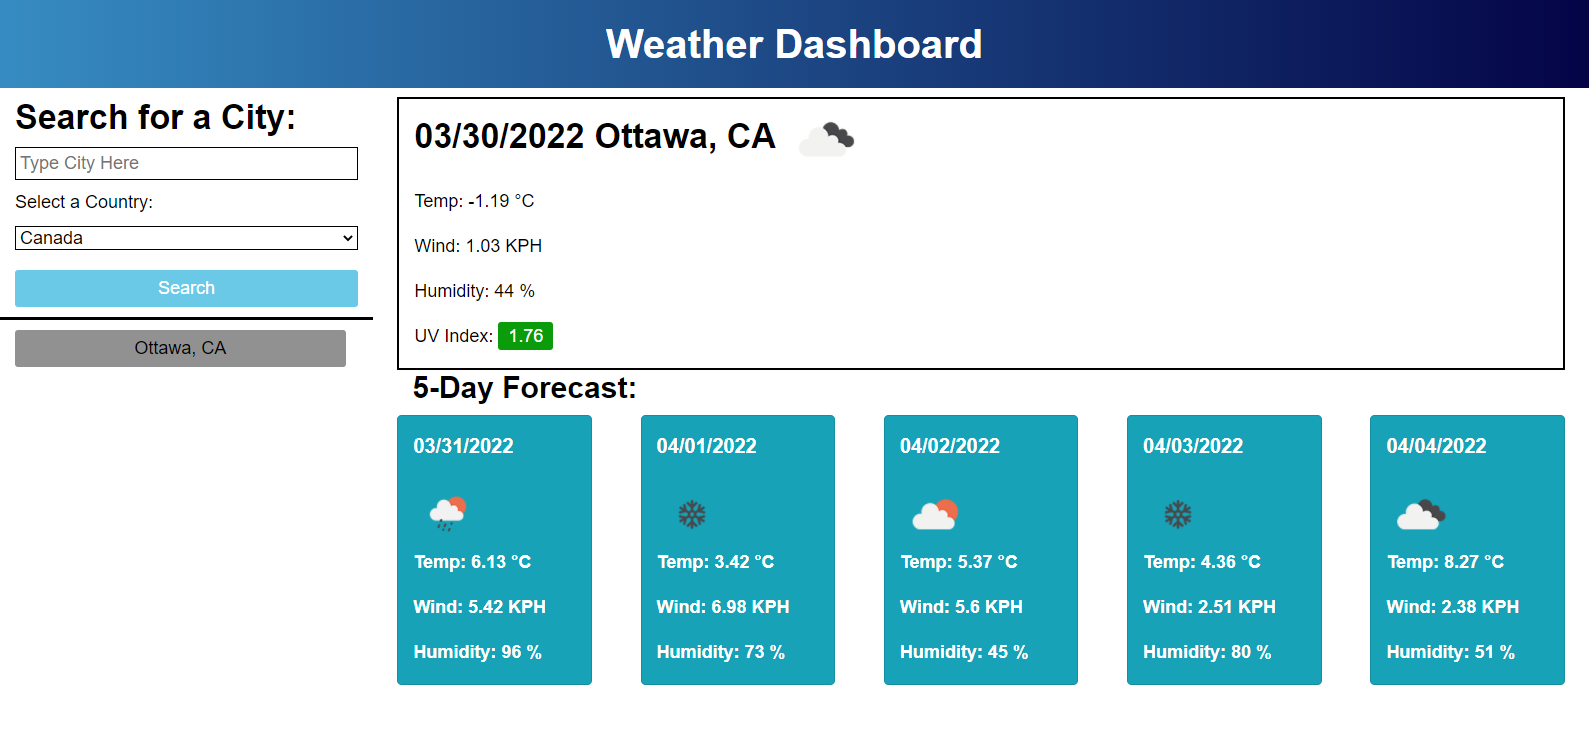 Weather Dashboard
Search for a City:
Type City Here
Select a Country:
Canada
Search
Ottawa, CA
03/30/2022 Ottawa, CA
Temp: -1.19 °C
Wind: 1.03 KPH
Humidity: 44 %
UV Index: 1.76
5-Day Forecast:
03/31/2022
Temp: 6.13 °C
Wind: 5.42 KPH
Humidity: 96 %
04/01/2022
Temp: 3.42 °C
Wind: 6.98 KPH
Humidity: 73 %
04/02/2022
Temp: 5.37 °C
Wind: 5.6 KPH
Humidity: 45 %
04/03/2022
Temp: 4.36 °C
Wind: 2.51 KPH
Humidity: 80 %
04/04/2022
Temp: 8.27 °C
Wind: 2.38 KPH
Humidity: 51 %